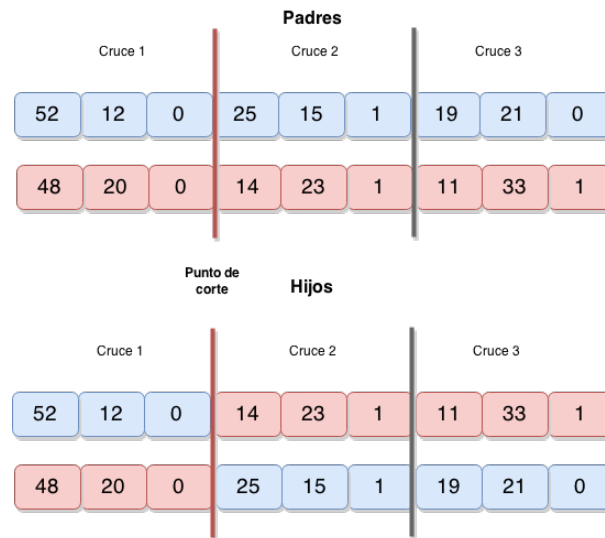 Padres
Cruce 1 Cruce 2 Cruce 3
52 12 0 25 15 1 19 21 0
48 20 0 14 23 1 11 33 1
Punto de
corte
Hijos
Cruce 1 Cruce 2 Cruce 3
52 12 0 14 23 1 11 33 1
48 20 0 25 15 1 19 21 0